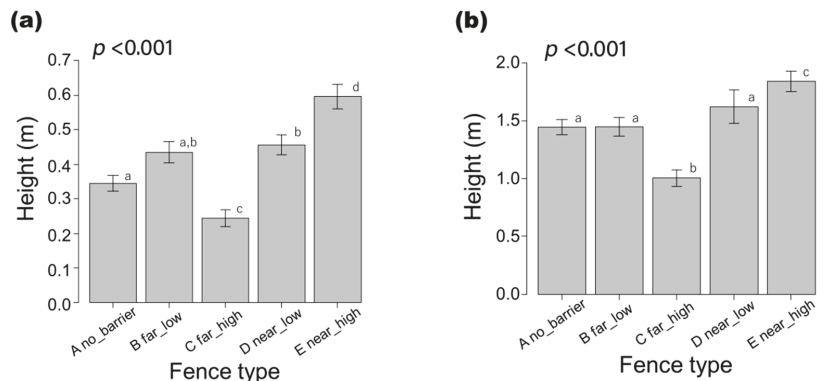 (a)
p <0.001
Height (m)
0.7
0.6
0.5
0.4
0.3
0.2
0.1
0.0
a
a,b
c
b
d
A no_barrier
B far_low
C far_high
D near_low
E near_high
Fence type
(b)
p <0.001
Height (m)
2.0
1.5
1.0
0.5
0.0
a
a
b
a
c
A no_barrier
B far_low
C far_high
D near_low
E near_high
Fence type